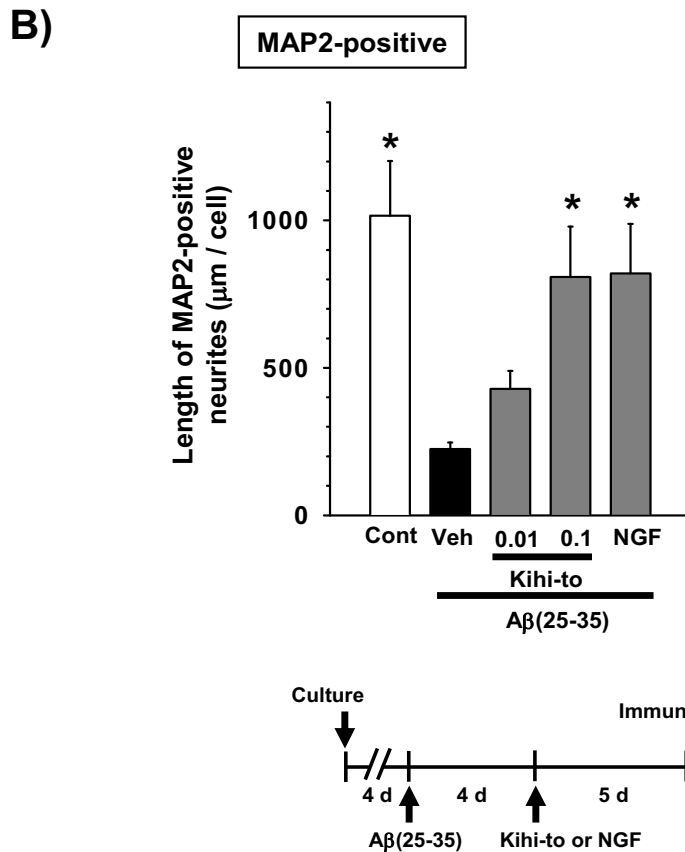 B)
MAP2-positive
Length of MAP2-positive
neurites (μm / cell)
1000
500
0
*
*
*
Cont Veh 0.01 0.1 NGF
Kihi-to
Aβ(25-35)
Culture
Immun
4 d 4 d 5 d
Aβ(25-35) Kihi-to or NGF